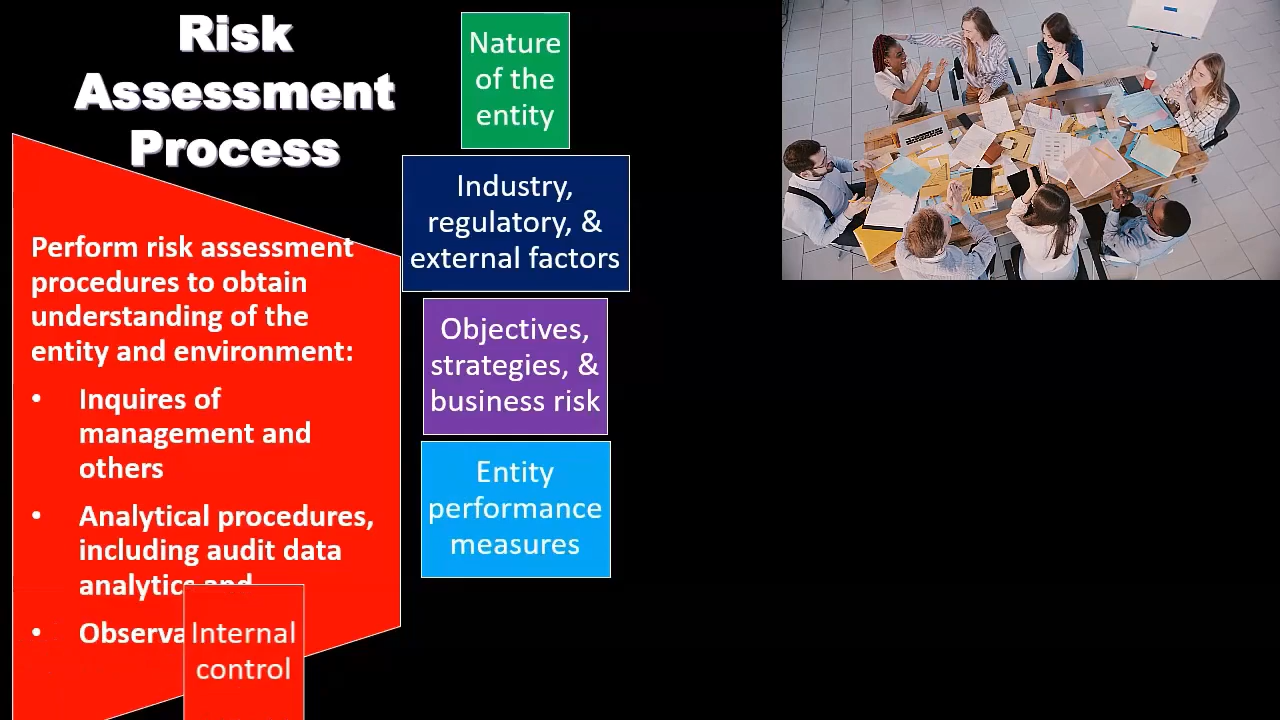 Risk
Assessment
Process
Perform risk assessment
procedures to obtain
understanding of the
entity and environment:
• Inquires of
management and
others
• Analytical procedures,
including audit data
analytics and
• Observa
Nature
of the
entity
Industry,
regulatory, &
external factors
Objectives,
strategies, &
business risk
Entity
performance
measures
Internal
control